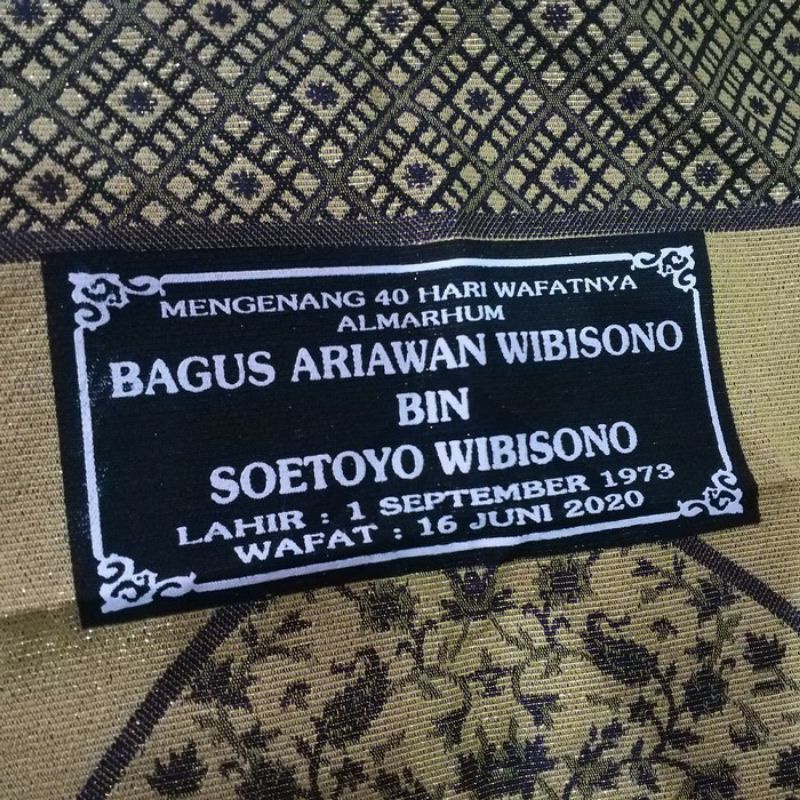 MENGENANG 40 HARI WAFATNYA
ALMARHUM
BAGUS ARIAWAN WIBISONO
BIN
SOETOYO WIBISONO
LAHIR : 1 SEPTEMBER 1973
WAFAT : 16 JUNI 2020